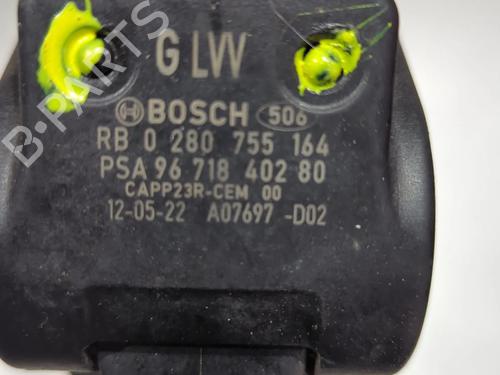 G LVV
BOSCH 506
RB 0 280 755 164
PSA 96 718 402 80
CAPP23R-CEM 00
12-05-22 A07697 -D02
B-PARTS